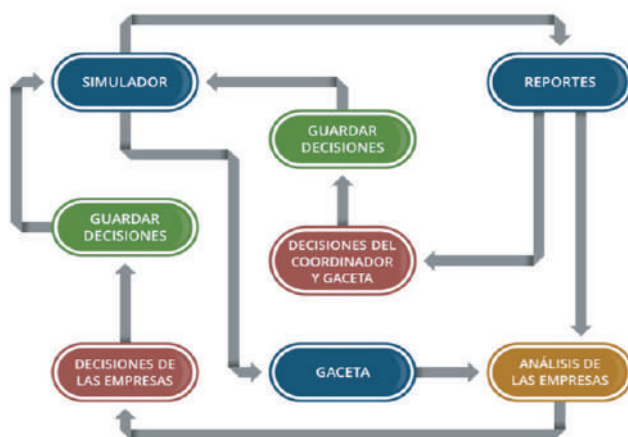 SIMULADOR
REPORTES
GUARDAR
DECISIONES
GUARDAR
DECISIONES
DECISIONES DEL
COORDINADOR
Y GACETA
DECISIONES DE
LAS EMPRESAS
GACETA
ANÁLISIS DE
LAS EMPRESAS